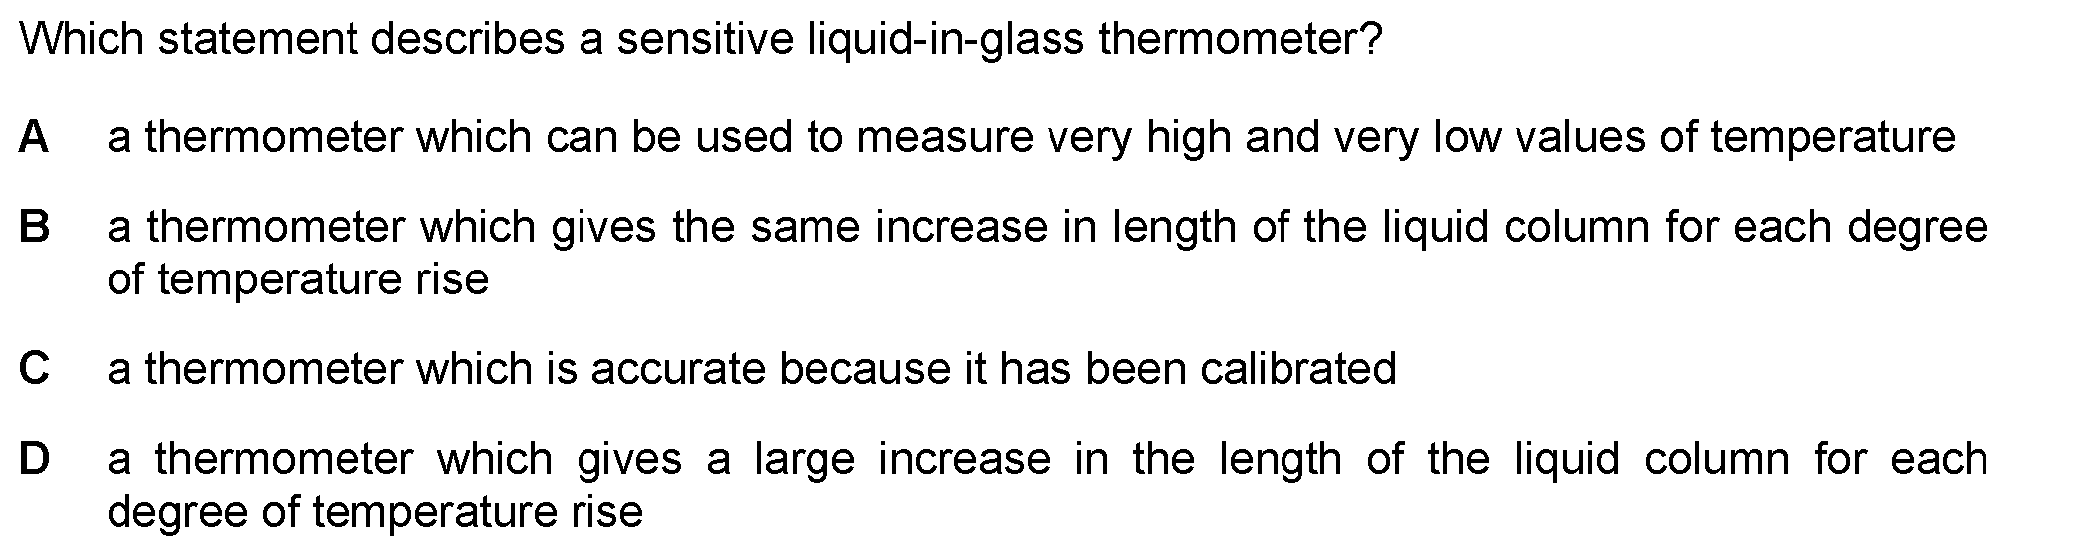 Which statement describes a sensitive liquid-in-glass thermometer?
A a thermometer which can be used to measure very high and very low values of temperature
B a thermometer which gives the same increase in length of the liquid column for each degree
of temperature rise
C a thermometer which is accurate because it has been calibrated
D a thermometer which gives a large increase in the length of the liquid column for each
degree of temperature rise